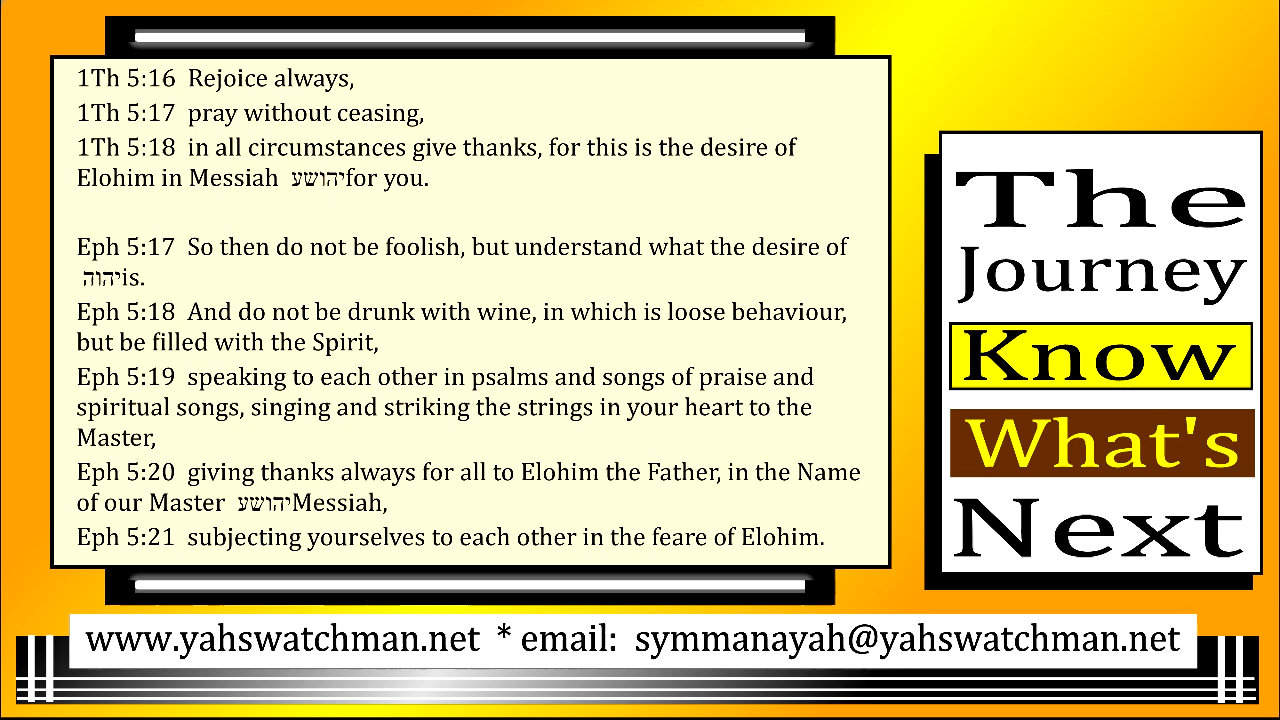 1Th 5:16 Rejoice always,
1Th 5:17 pray without ceasing,
1Th 5:18 in all circumstances give thanks, for this is the desire of
Elohim in Messiah יהושע for you.
Eph 5:17 So then do not be foolish, but understand what the desire of
יהוה is.
Eph 5:18 And do not be drunk with wine, in which is loose behaviour,
but be filled with the Spirit,
Eph 5:19 speaking to each other in psalms and songs of praise and
spiritual songs, singing and striking the strings in your heart to the
Master,
Eph 5:20 giving thanks always for all to Elohim the Father, in the Name
of our Master יהושע Messiah,
Eph 5:21 subjecting yourselves to each other in the feare of Elohim.
The
Journey
Know
What's
Next
www.yahswatchman.net * email: symmanayah@yahswatchman.net